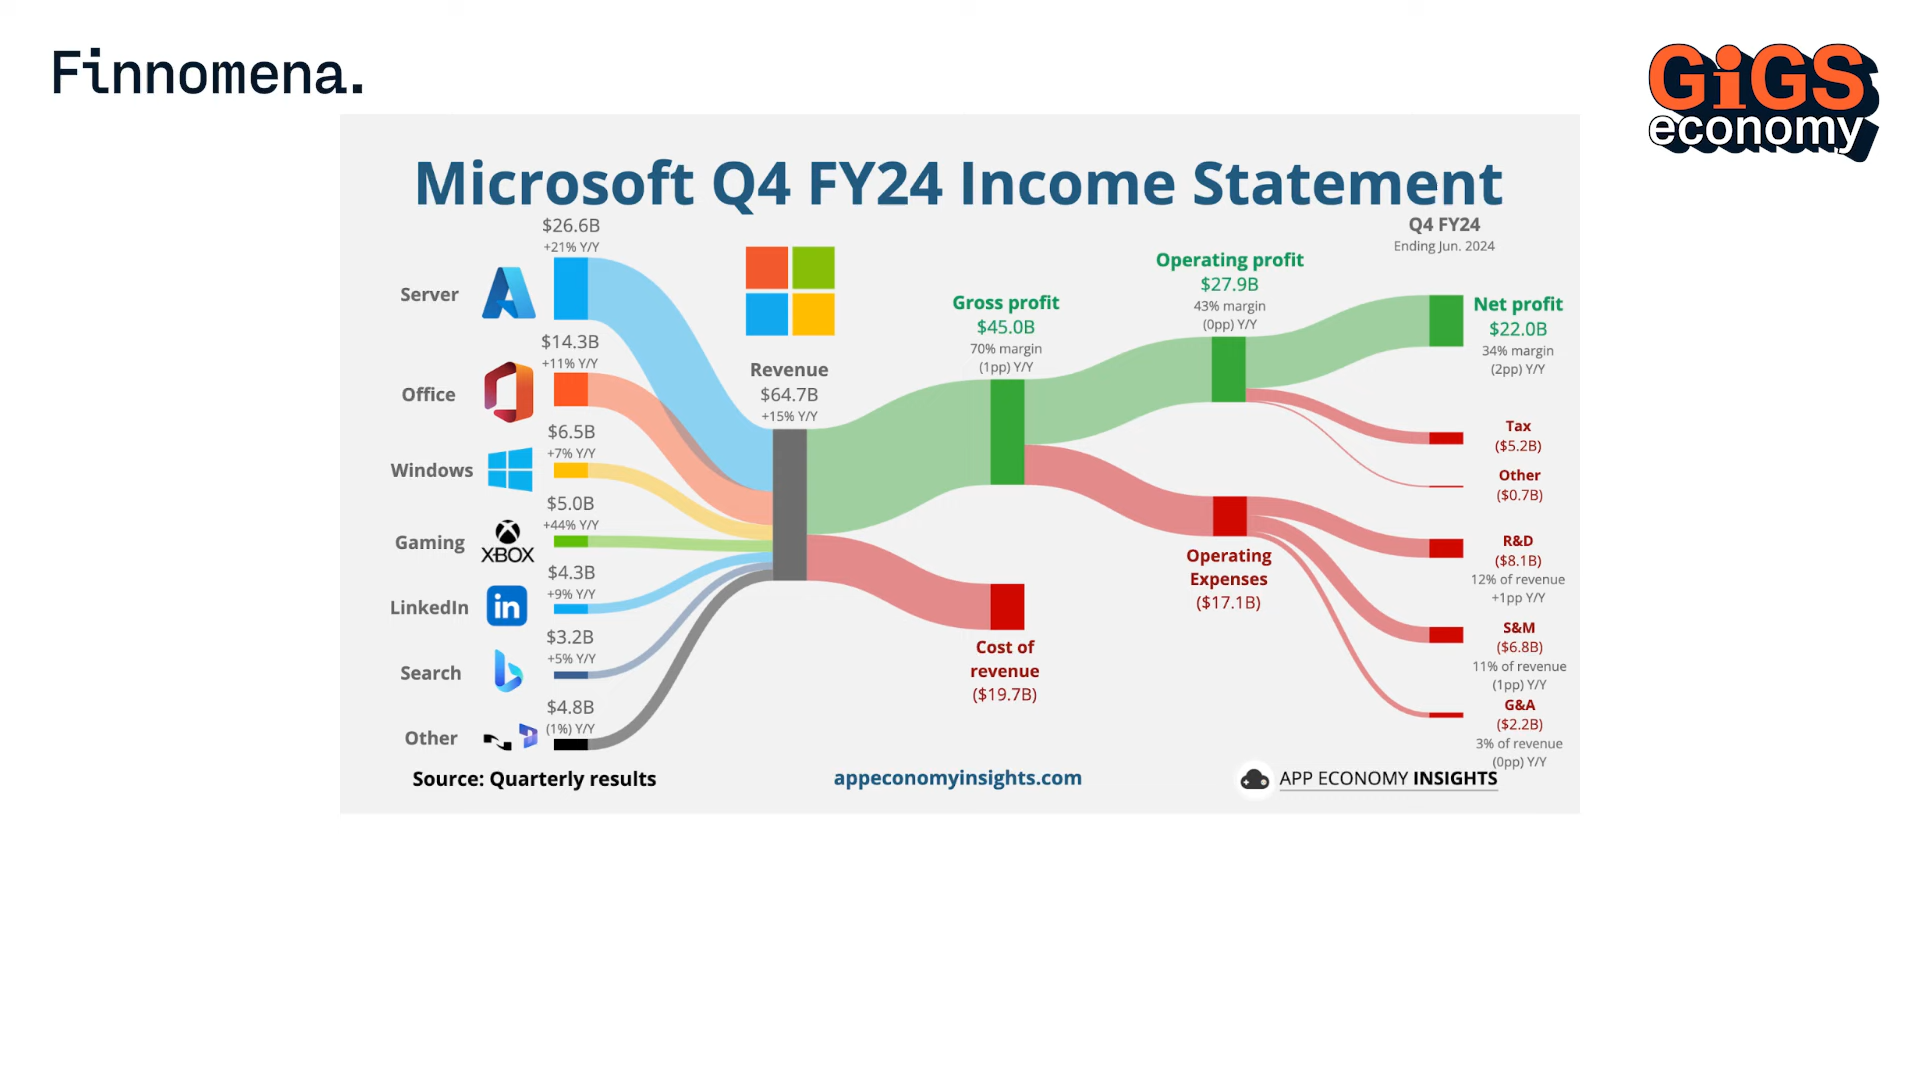 Finnomena.
GiGS
economy
Microsoft Q4 FY24 Income Statement
Q4 FY24
Ending Jun. 2024
$26.6B
+21% Y/Y
Server
$14.3B
+11% Y/Y
Office
$6.5B
+7% Y/Y
Windows
$5.0B
+44% Y/Y
Gaming
XBOX
$4.3B
+9% Y/Y
LinkedIn
in
$3.2B
+5% Y/Y
Search
$4.8B
(1%) Y/Y
Other
Revenue
$64.7B
+15% Y/Y
Gross profit
$45.0B
70% margin
(1pp) Y/Y
Cost of
revenue
($19.7B)
Operating profit
$27.9B
43% margin
(0pp) Y/Y
Operating
Expenses
($17.1B)
Net profit
$22.0B
34% margin
(2pp) Y/Y
Tax
($5.2B)
Other
($0.7B)
R&D
($8.1B)
12% of revenue
+1pp Y/Y
S&M
($6.8B)
11% of revenue
(1pp) Y/Y
G&A
($2.2B)
3% of revenue
(0pp) Y/Y
Source: Quarterly results
appeconomyinsights.com
APP ECONOMY INSIGHTS